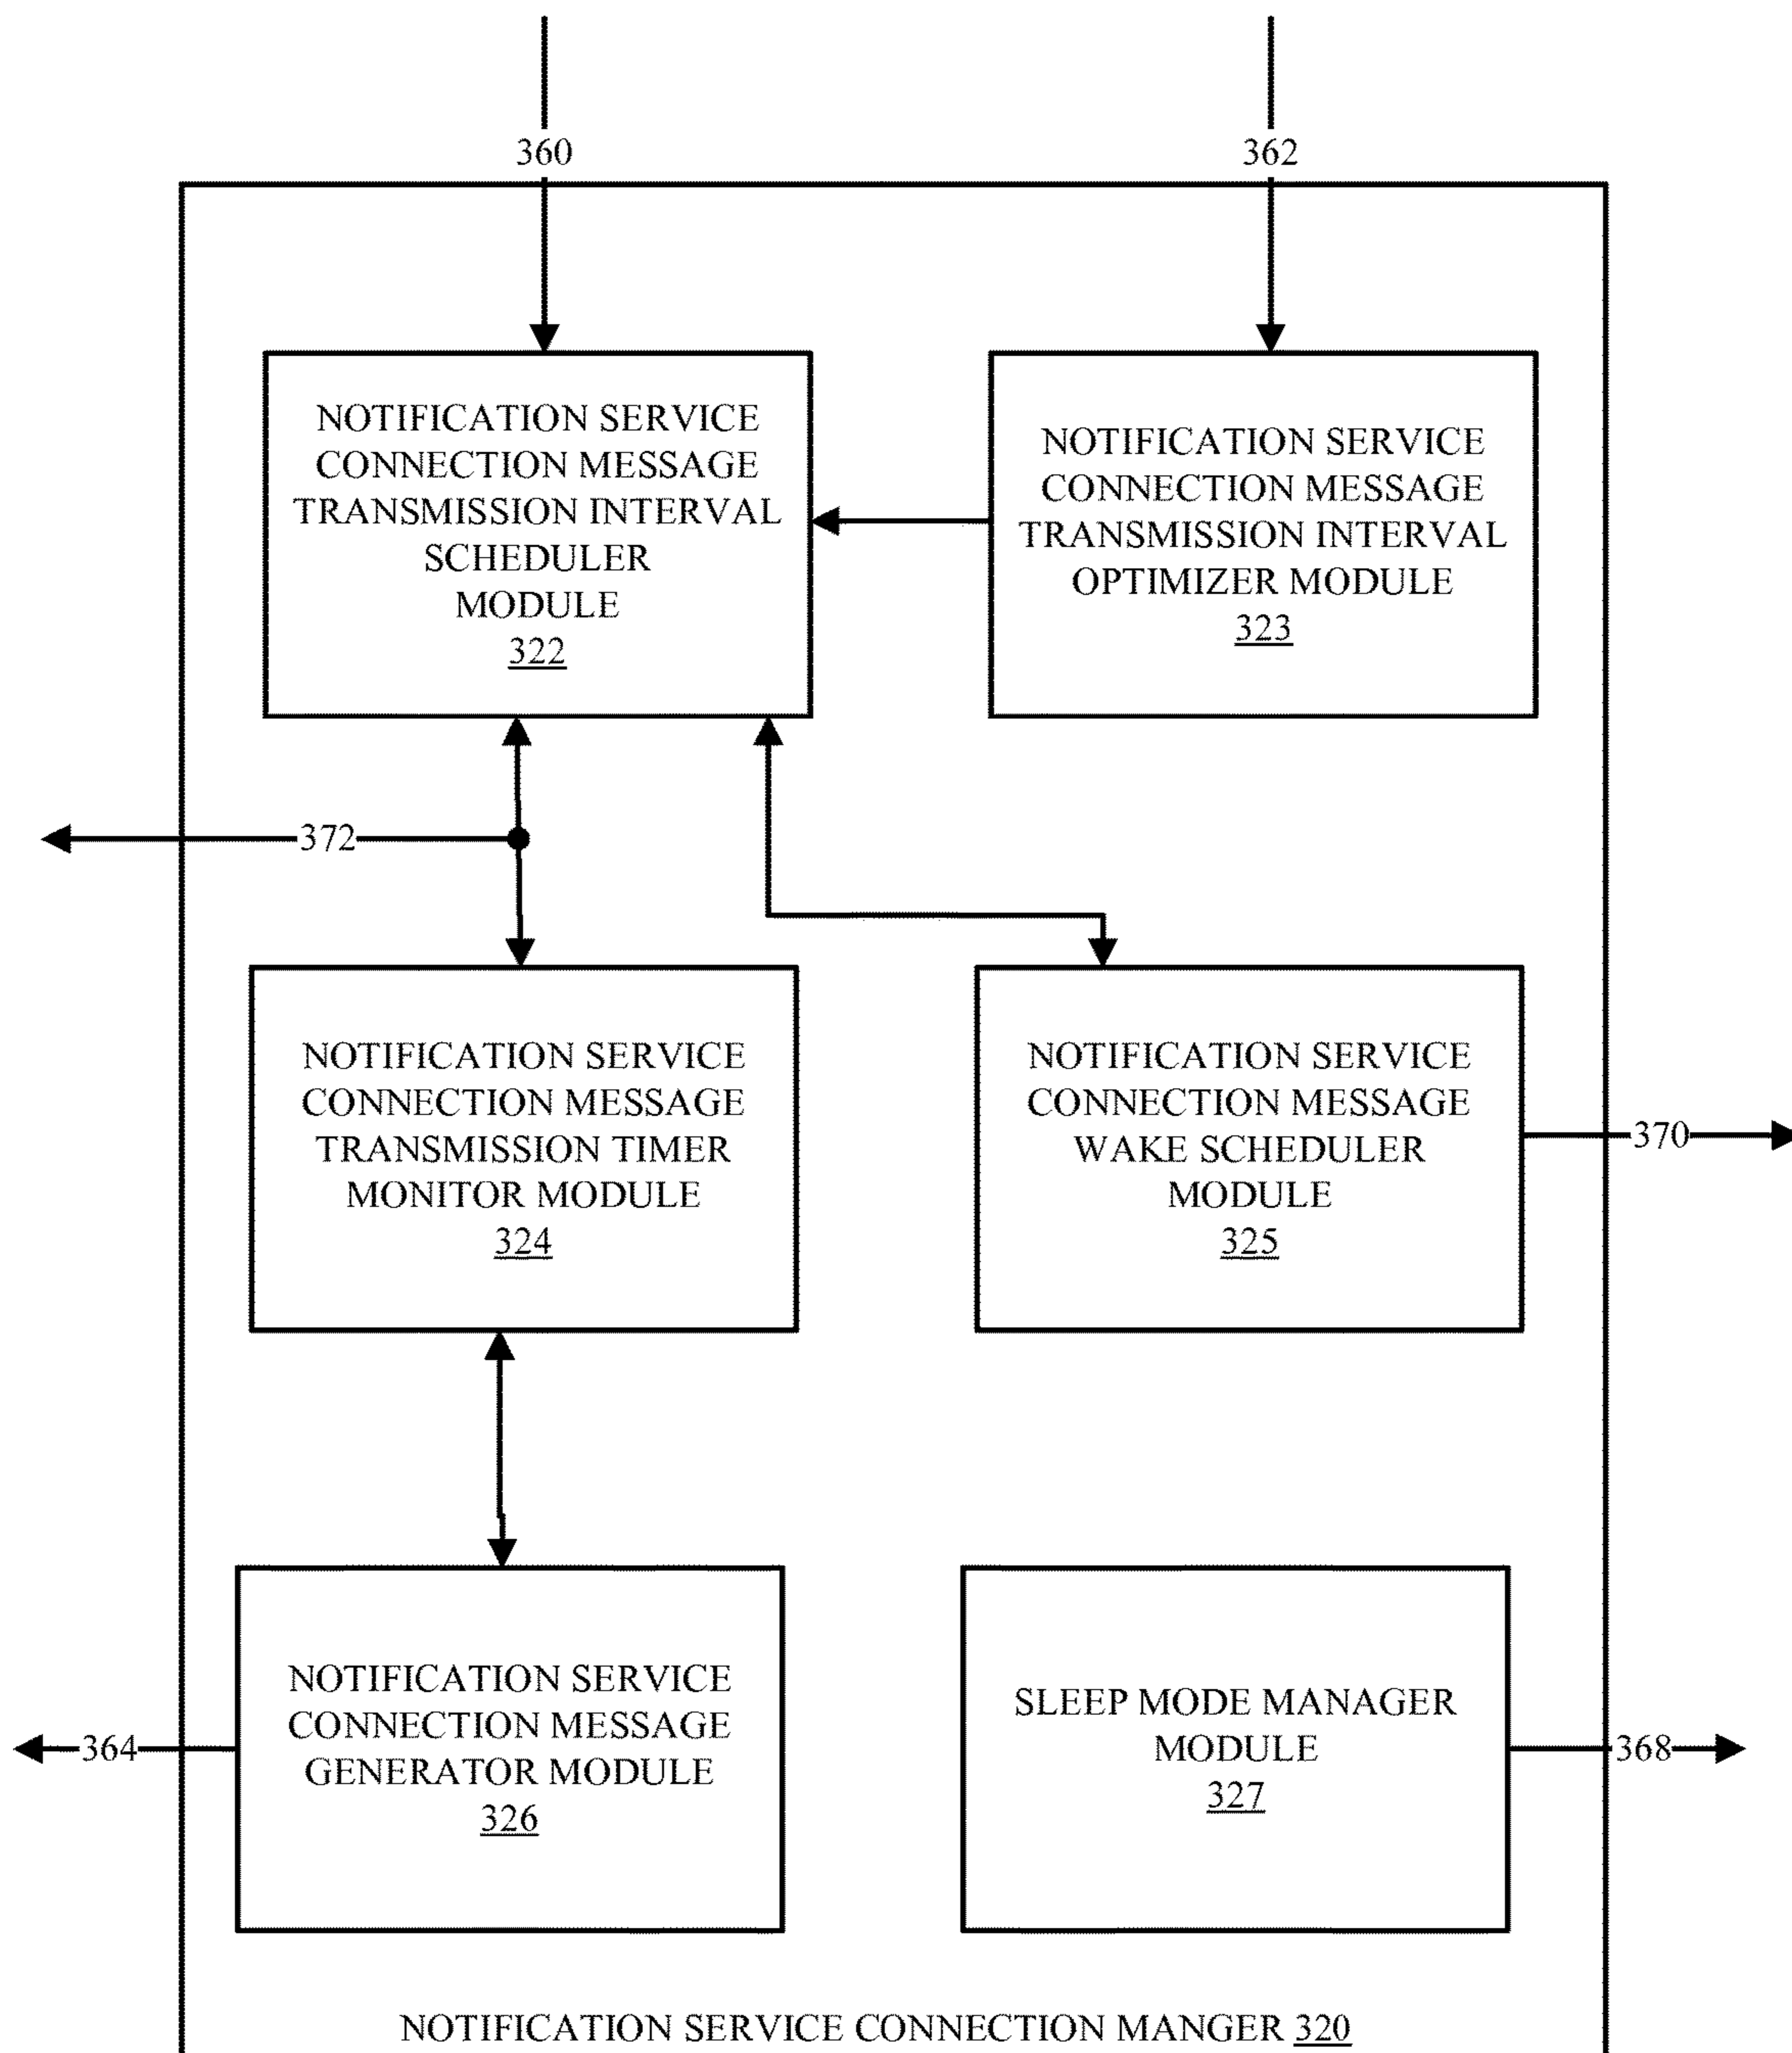 360
362
NOTIFICATION SERVICE
CONNECTION MESSAGE
TRANSMISSION INTERVAL
SCHEDULER
MODULE
322
NOTIFICATION SERVICE
CONNECTION MESSAGE
TRANSMISSION INTERVAL
OPTIMIZER MODULE
323
372
NOTIFICATION SERVICE
CONNECTION MESSAGE
TRANSMISSION TIMER
MONITOR MODULE
324
NOTIFICATION SERVICE
CONNECTION MESSAGE
WAKE SCHEDULER
MODULE
325
370
NOTIFICATION SERVICE
CONNECTION MESSAGE
GENERATOR MODULE
326
364
SLEEP MODE MANAGER
MODULE
327
368
NOTIFICATION SERVICE CONNECTION MANGER 320